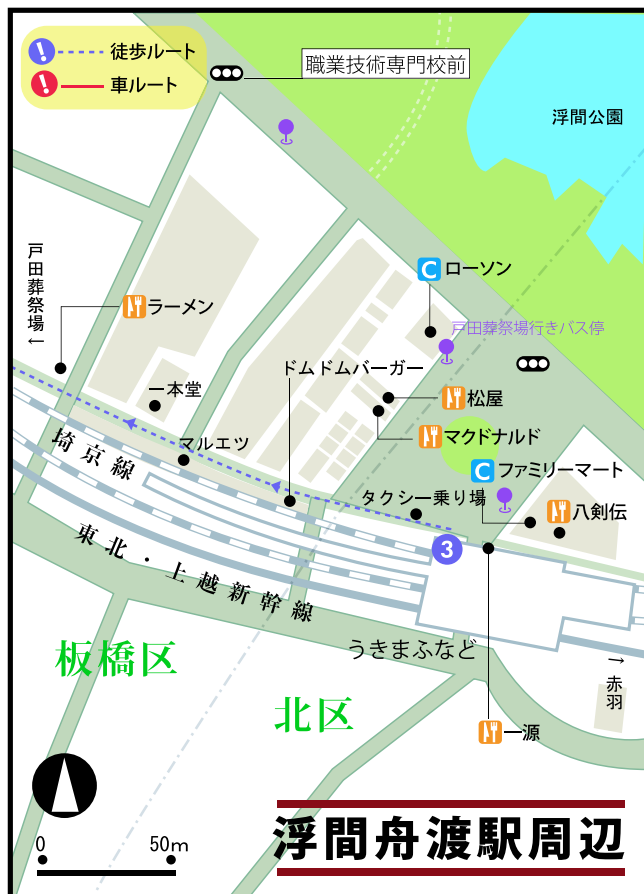 徒歩ルート
車ルート
職業技術専門校前
浮間公園
戸田葬祭場←
ラーメン
C ローソン
戸田葬祭場行きバス停
ドムドムバーガー
一本堂
松屋
マクドナルド
マルエツ
C ファミリーマート
埼京線
タクシー乗り場
八剣伝
3
東北・上越新幹線
うきまふなど
板橋区
→赤羽
北区
一源
浮間舟渡駅周辺
0 50m